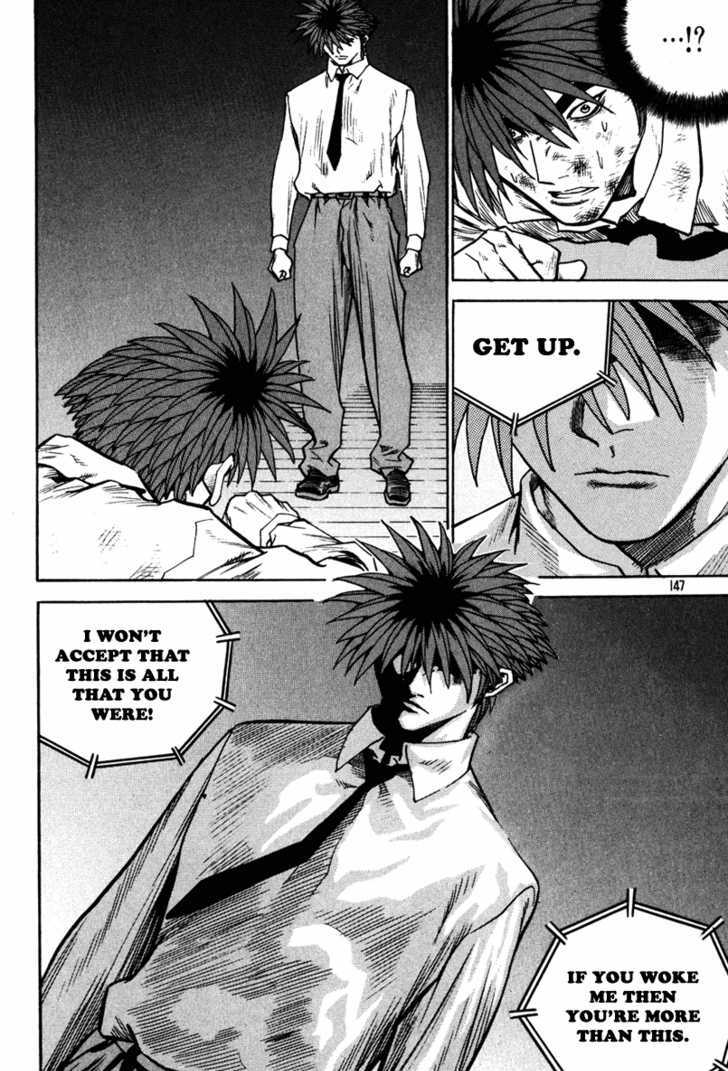 ...!?
GET UP.
147
I WON'T
ACCEPT THAT
THIS IS ALL
THAT YOU
WERE!
IF YOU WOKE
ME THEN
YOU'RE MORE
THAN THIS.